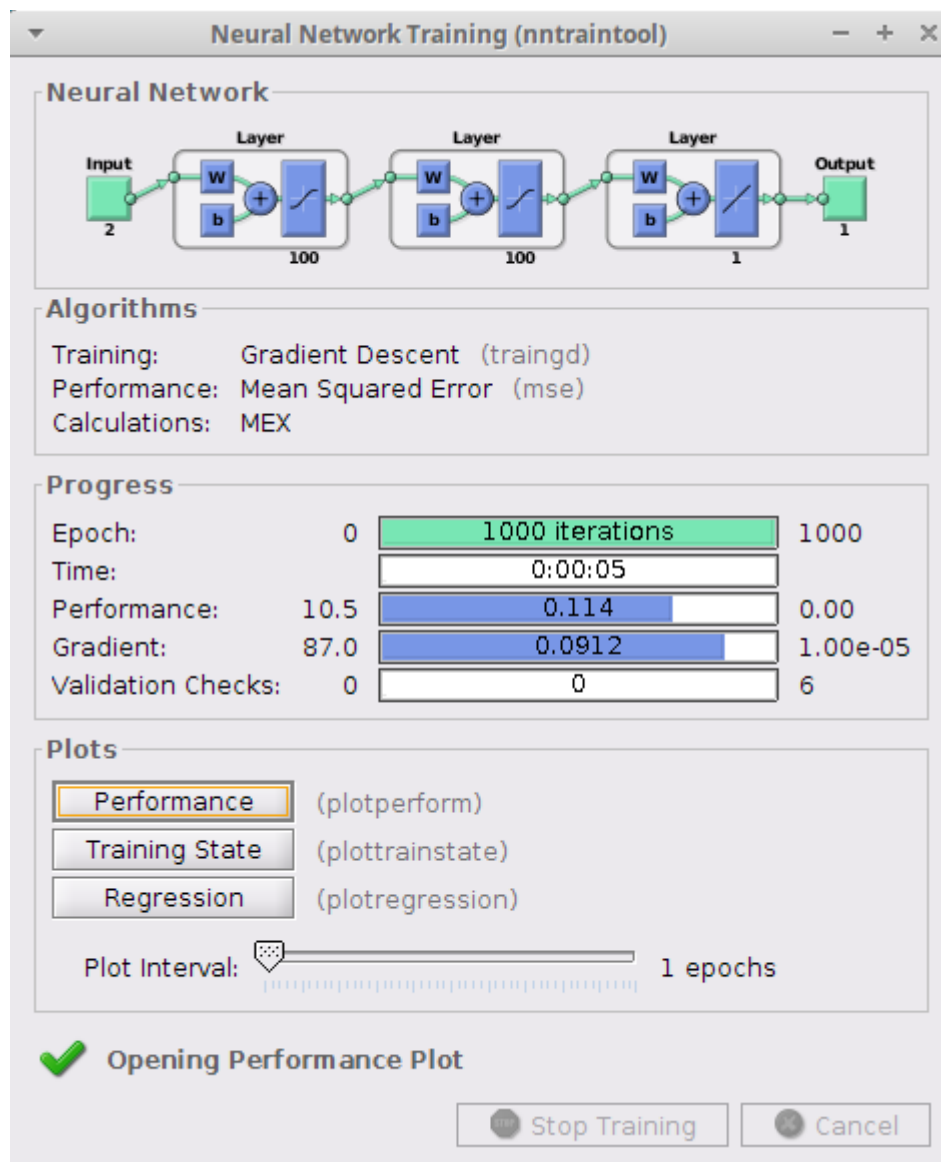 Neural Network Training (nntraintool)
Neural Network
Layer Layer Layer
Input Output
W W W
b b b
2 1
100 100 1
Algorithms
Training: Gradient Descent (traingd)
Performance: Mean Squared Error (mse)
Calculations: MEX
Progress
Epoch: 0 1000 iterations 1000
Time: 0:00:05
Performance: 10.5 0.114 0.00
Gradient: 87.0 0.0912 1.00e-05
Validation Checks: 0 0 6
Plots
Performance (plotperform)
Training State (plottrainstate)
Regression (plotregression)
Plot Interval: 1 epochs
Opening Performance Plot
STOP Stop Training Cancel